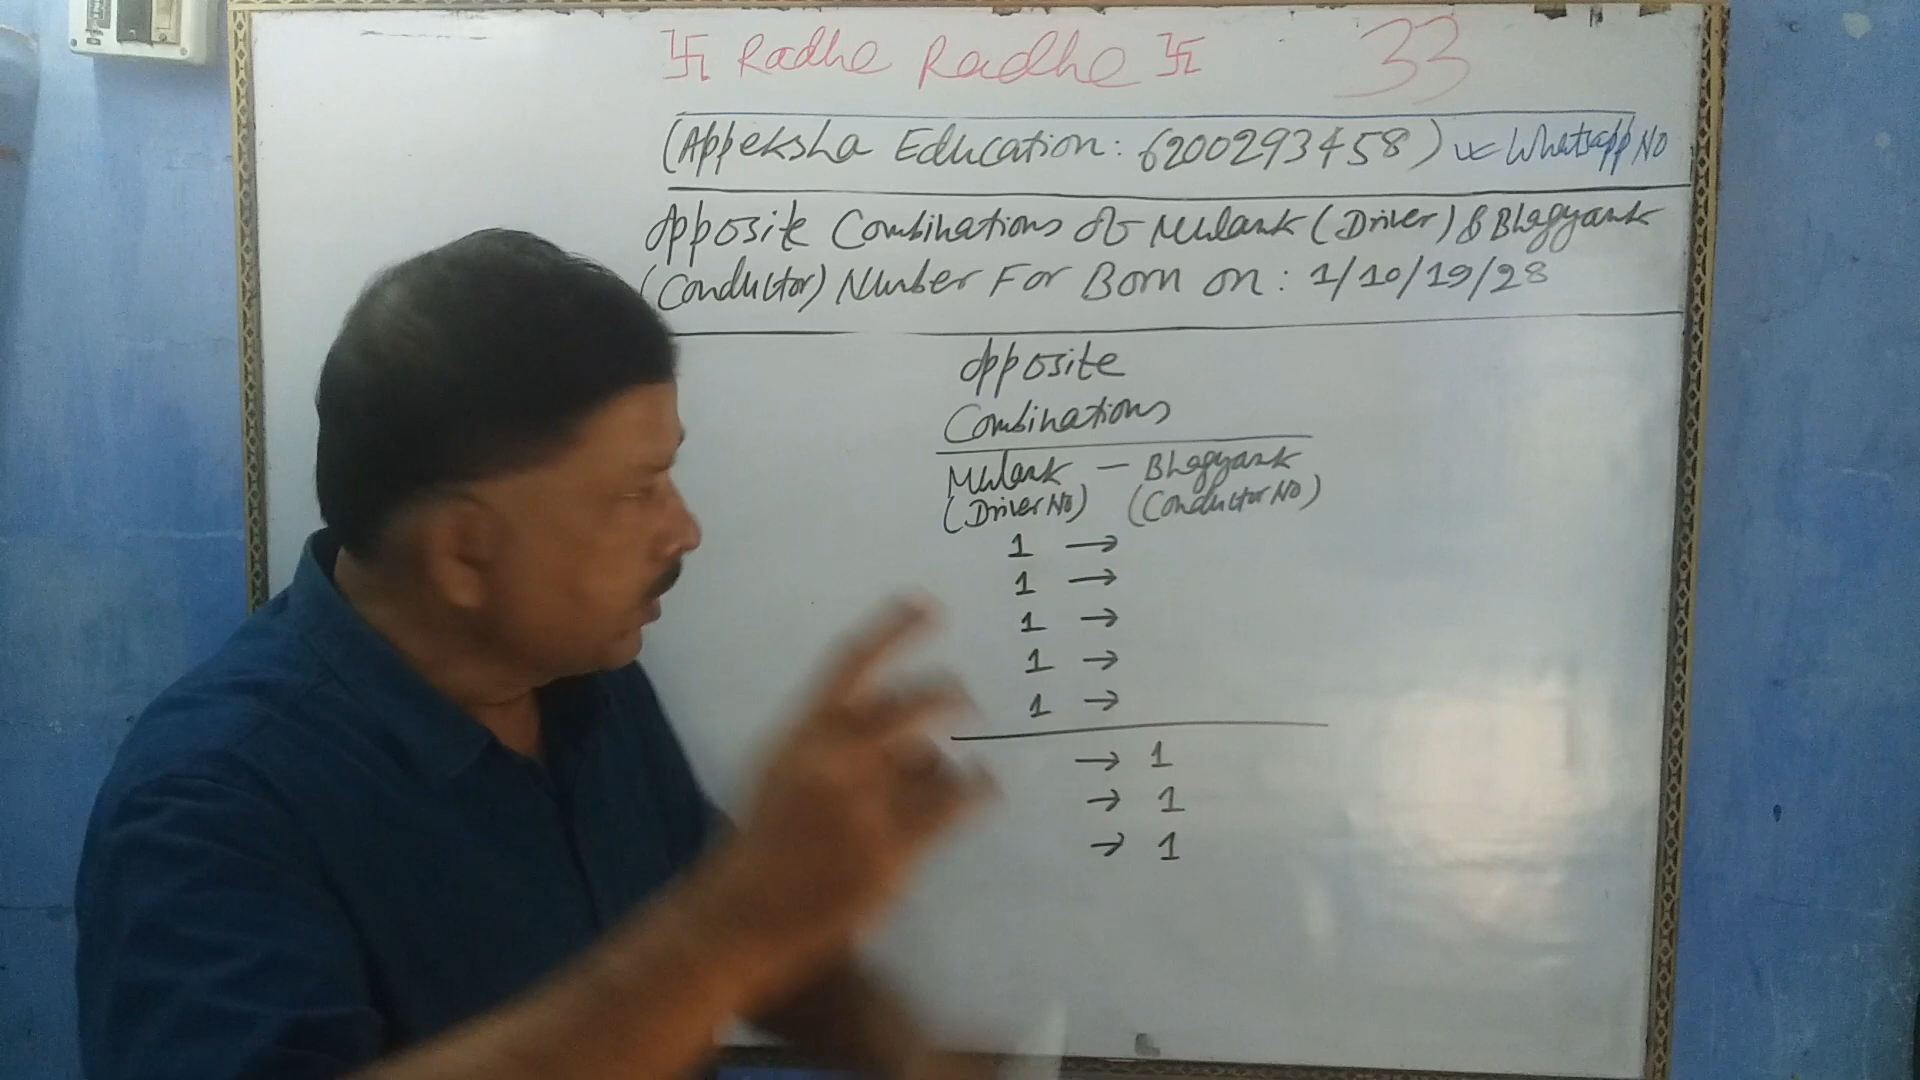 卐 Radhe Radhe 卐 33
(Appeksha Education: 6200293458) Whatsapp No
Opposite Combinations of Mulank (Driver) & Bhagyank
(Conductor) Number For Born on: 1/10/19/28
Opposite
Combinations
Mulank — Bhagyank
(Driver No) (Conductor No)
1 →
1 →
1 →
1 →
1 →
→ 1
→ 1
→ 1